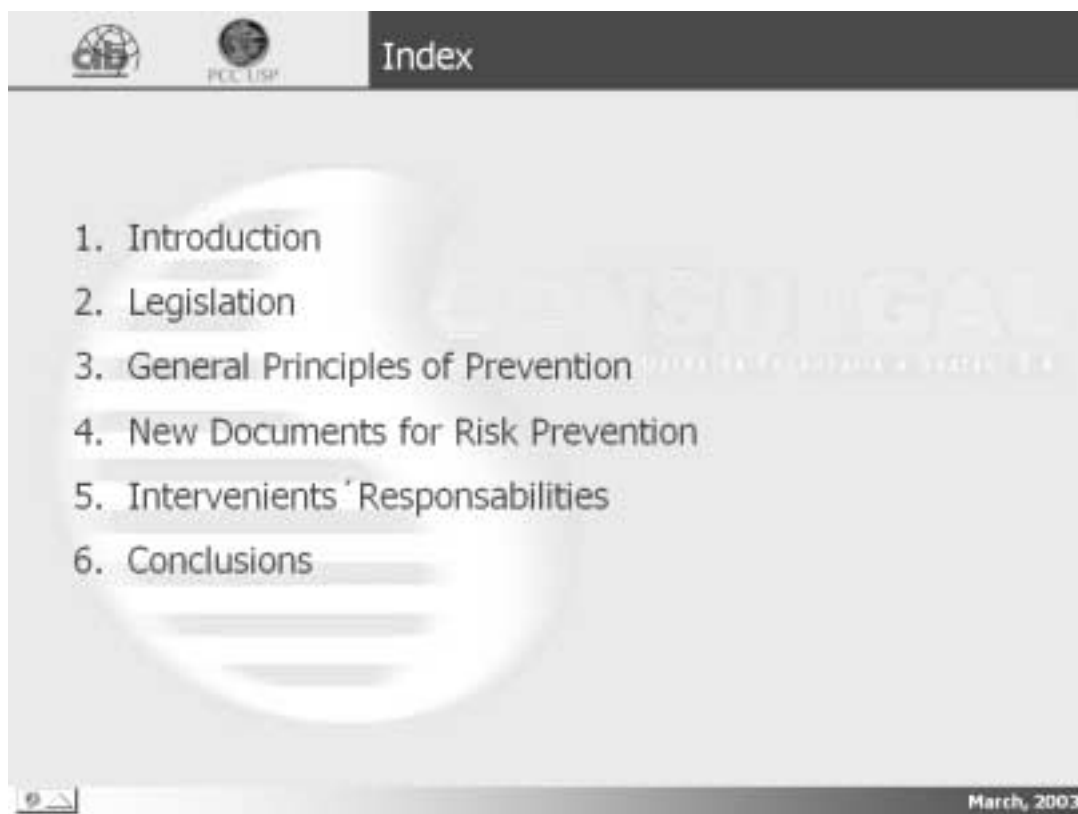 cib
PCC USP
Index
1. Introduction
2. Legislation
3. General Principles of Prevention
4. New Documents for Risk Prevention
5. Intervenients´Responsabilities
6. Conclusions
March, 2003